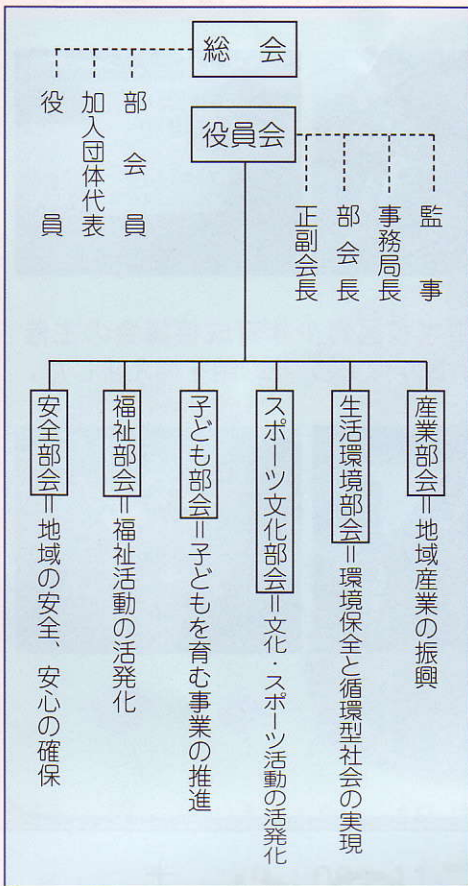 総会
部会員
加入団体代表
役員
役員会
監事
事務局長
部会長
正副会長
産業部会＝地域産業の振興
生活環境部会＝環境保全と循環型社会の実現
スポーツ文化部会＝文化・スポーツ活動の活発化
子ども部会＝子どもを育む事業の推進
福祉部会＝福祉活動の活発化
安全部会＝地域の安全、安心の確保